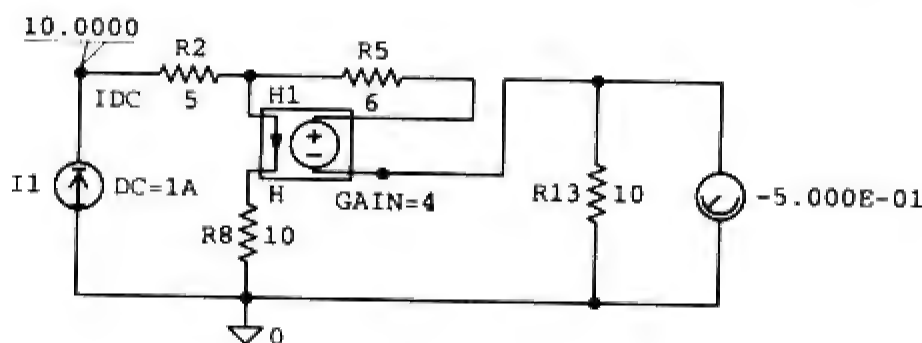 10.0000
R2
R5
IDC
5
H1
6
I1
DC=1A
H
GAIN=4
R13
10
-5.000E-01
R8
10
0